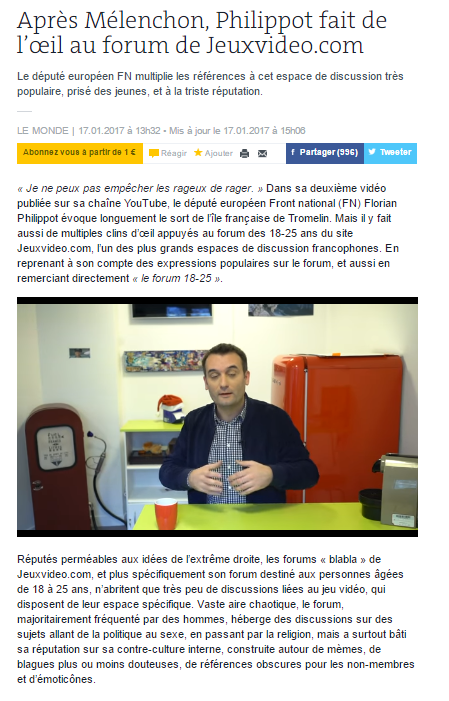 Après Mélenchon, Philippot fait de
l’œil au forum de Jeuxvideo.com
Le député européen FN multiplie les références à cet espace de discussion très
populaire, prisé des jeunes, et à la triste réputation.
LE MONDE | 17.01.2017 à 13h32 • Mis à jour le 17.01.2017 à 15h06
Abonnez vous à partir de 1 € Réagir Ajouter Partager (996) Tweeter
« Je ne peux pas empêcher les rageux de rager. » Dans sa deuxième vidéo
publiée sur sa chaîne YouTube, le député européen Front national (FN) Florian
Philippot évoque longuement le sort de l’île française de Tromelin. Mais il y fait
aussi de multiples clins d’œil appuyés au forum des 18-25 ans du site
Jeuxvideo.com, l’un des plus grands espaces de discussion francophones. En
reprenant à son compte des expressions populaires sur le forum, et aussi en
remerciant directement « le forum 18-25 ».
Réputés perméables aux idées de l’extrême droite, les forums « blabla » de
Jeuxvideo.com, et plus spécifiquement son forum destiné aux personnes âgées
de 18 à 25 ans, n’abritent que très peu de discussions liées au jeu vidéo, qui
disposent de leur espace spécifique. Vaste aire chaotique, le forum,
majoritairement fréquenté par des hommes, héberge des discussions sur des
sujets allant de la politique au sexe, en passant par la religion, mais a surtout bâti
sa réputation sur sa contre-culture interne, construite autour de mèmes, de
blagues plus ou moins douteuses, de références obscures pour les non-membres
et d’émoticônes.